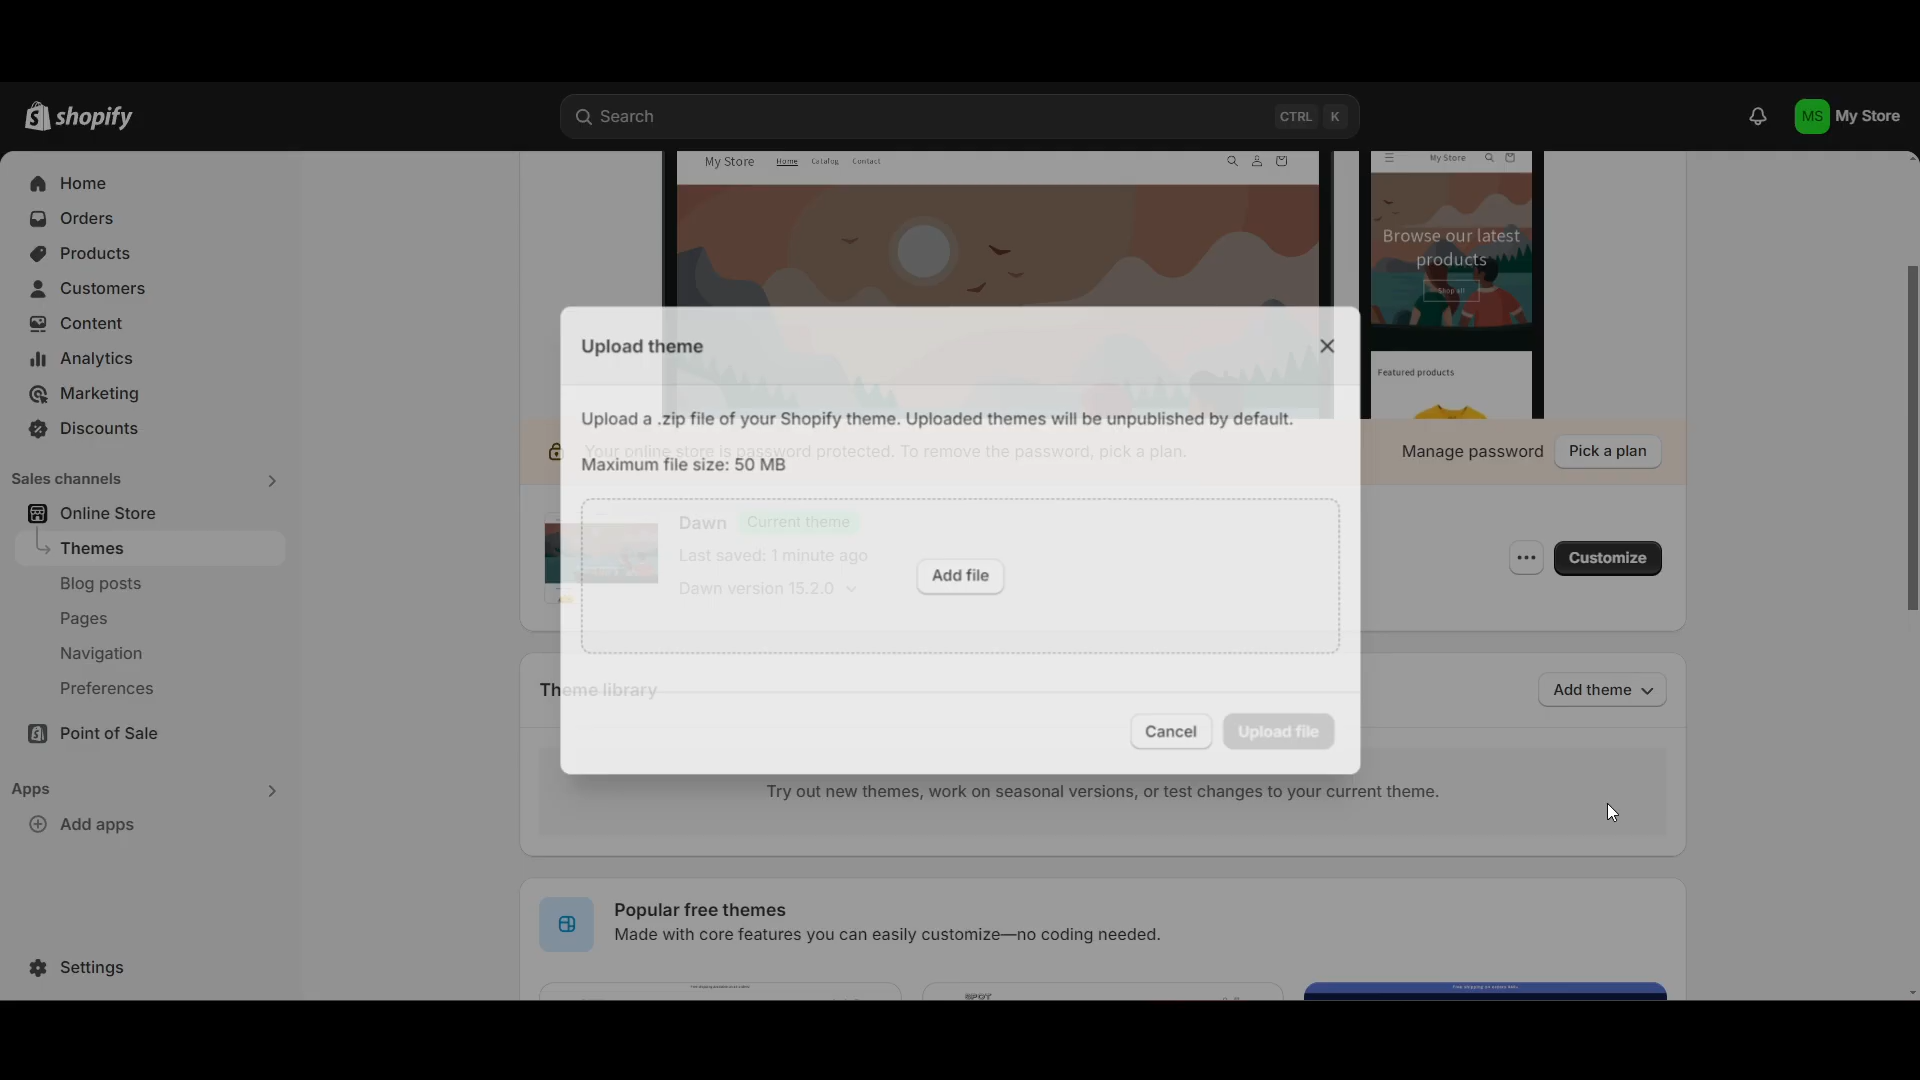 shopify
Search
CTRL K
MS My Store
Home
Orders
Products
Customers
Content
Analytics
Marketing
Discounts
Sales channels
Online Store
Themes
Blog posts
Pages
Navigation
Preferences
Point of Sale
Apps
Add apps
Settings
My Store Home Catalog Contact
My Store
Browse our latest
products
Shop all
Featured products
Upload theme
Upload a .zip file of your Shopify theme. Uploaded themes will be unpublished by default.
Your online store is password protected. To remove the password, pick a plan.
Manage password Pick a plan
Maximum file size: 50 MB
Dawn Current theme
Last saved: 1 minute ago
Dawn version 15.2.0
Add file
Customize
Theme library
Add theme
Cancel Upload file
Try out new themes, work on seasonal versions, or test changes to your current theme.
Popular free themes
Made with core features you can easily customize—no coding needed.
SPOT